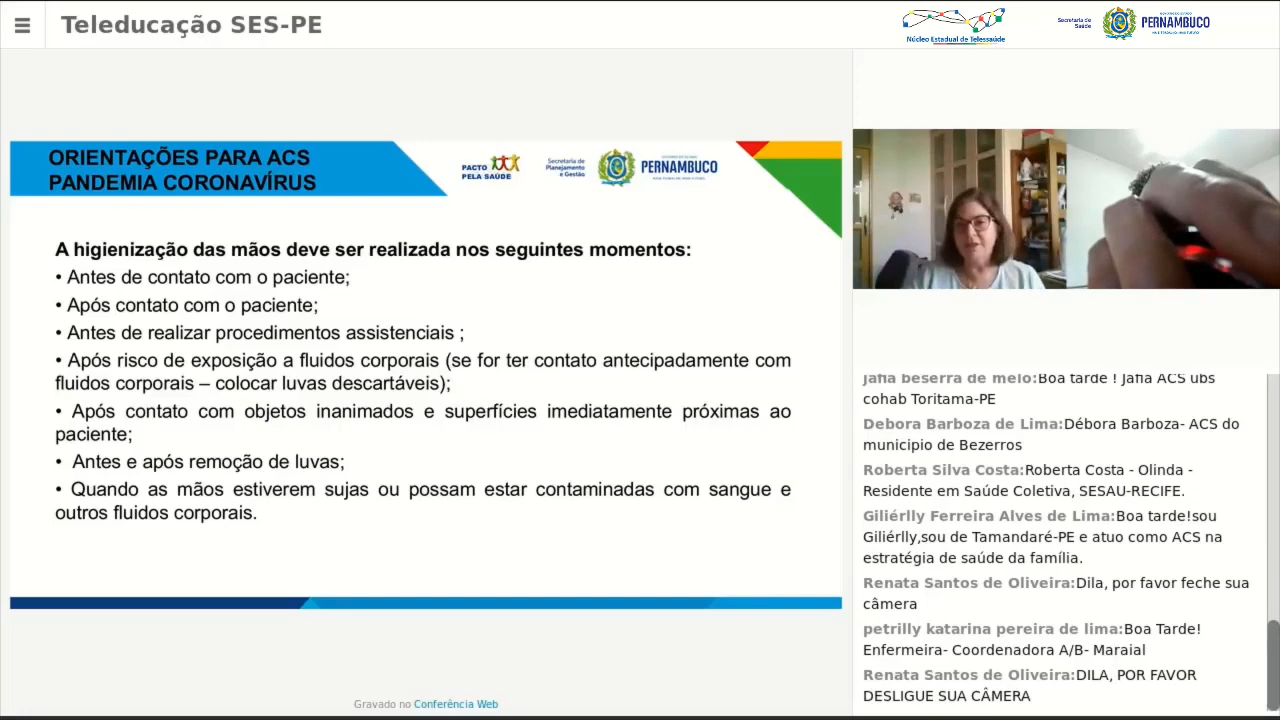 Teleducação SES-PE
Núcleo Estadual de Telessaúde
Secretaria de
Saúde
PERNAMBUCO
ORIENTAÇÕES PARA ACS
PANDEMIA CORONAVÍRUS
PACTO
PELA SAÚDE
Secretaria de
Planejamento
e Gestão
PERNAMBUCO
A higienização das mãos deve ser realizada nos seguintes momentos:
• Antes de contato com o paciente;
• Após contato com o paciente;
• Antes de realizar procedimentos assistenciais ;
• Após risco de exposição a fluidos corporais (se for ter contato antecipadamente com
fluidos corporais – colocar luvas descartáveis);
• Após contato com objetos inanimados e superfícies imediatamente próximas ao
paciente;
• Antes e após remoção de luvas;
• Quando as mãos estiverem sujas ou possam estar contaminadas com sangue e
outros fluidos corporais.
Gravado no Conferência Web
jafia beserra de melo:Boa tarde ! Jafia ACS ubs
cohab Toritama-PE
Debora Barboza de Lima:Débora Barboza- ACS do
municipio de Bezerros
Roberta Silva Costa:Roberta Costa - Olinda -
Residente em Saúde Coletiva, SESAU-RECIFE.
Giliérlly Ferreira Alves de Lima:Boa tarde!sou
Giliérlly,sou de Tamandaré-PE e atuo como ACS na
estratégia de saúde da família.
Renata Santos de Oliveira:Dila, por favor feche sua
câmera
petrilly katarina pereira de lima:Boa Tarde!
Enfermeira- Coordenadora A/B- Maraial
Renata Santos de Oliveira:DILA, POR FAVOR
DESLIGUE SUA CÂMERA